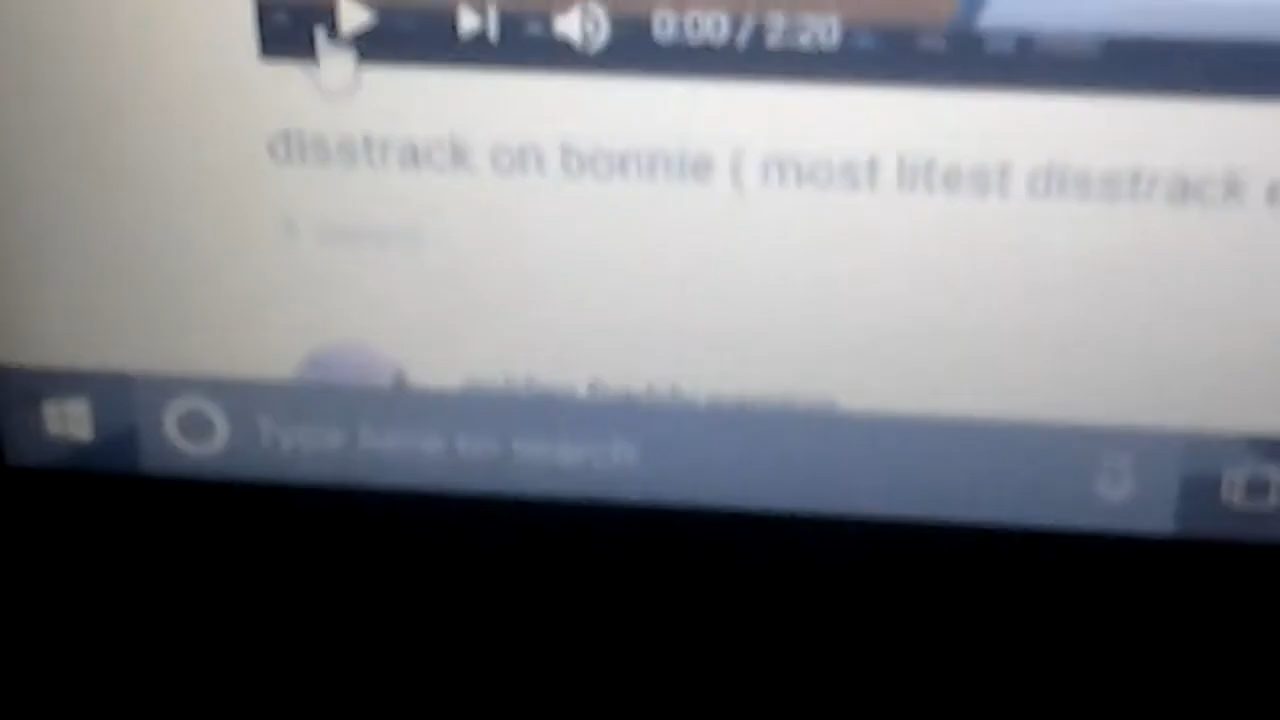 0:00 / 2:20
disstrack on bonnie ( most litest disstrack
Type here to search